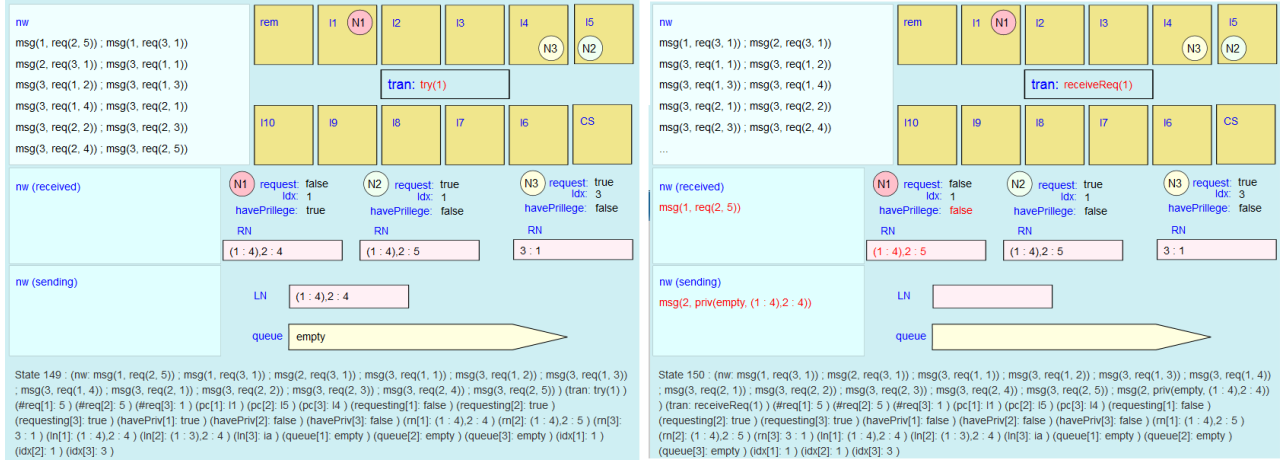 nw
msg(1, req(2, 5)) ; msg(1, req(3, 1))
msg(2, req(3, 1)) ; msg(3, req(1, 1))
msg(3, req(1, 2)) ; msg(3, req(1, 3))
msg(3, req(1, 4)) ; msg(3, req(2, 1))
msg(3, req(2, 2)) ; msg(3, req(2, 3))
msg(3, req(2, 4)) ; msg(3, req(2, 5))
rem
l1 N1
l2
l3
l4 N3
l5 N2
tran: try(1)
l10
l9
l8
l7
l6
CS
nw (received)
N1 request: false
Idx: 1
havePrillege: true
RN
(1 : 4),2 : 4
N2 request: true
Idx: 1
havePrillege: false
RN
(1 : 4),2 : 5
N3 request: true
Idx: 3
havePrillege: false
RN
3 : 1
nw (sending)
LN (1 : 4),2 : 4
queue empty
State 149 : (nw: msg(1, req(2, 5)) ; msg(1, req(3, 1)) ; msg(2, req(3, 1)) ; msg(3, req(1, 1)) ; msg(3, req(1, 2)) ; msg(3, req(1, 3))
; msg(3, req(1, 4)) ; msg(3, req(2, 1)) ; msg(3, req(2, 2)) ; msg(3, req(2, 3)) ; msg(3, req(2, 4)) ; msg(3, req(2, 5)) ) (tran: try(1) )
(#req[1]: 5 ) (#req[2]: 5 ) (#req[3]: 1 ) (pc[1]: l1 ) (pc[2]: l5 ) (pc[3]: l4 ) (requesting[1]: false ) (requesting[2]: true )
(requesting[3]: true ) (havePriv[1]: true ) (havePriv[2]: false ) (havePriv[3]: false ) (rn[1]: (1 : 4),2 : 4 ) (rn[2]: (1 : 4),2 : 5 ) (rn[3]:
3 : 1 ) (ln[1]: (1 : 4),2 : 4 ) (ln[2]: (1 : 3),2 : 4 ) (ln[3]: ia ) (queue[1]: empty ) (queue[2]: empty ) (queue[3]: empty ) (idx[1]: 1 )
(idx[2]: 1 ) (idx[3]: 3 )
nw
msg(1, req(3, 1)) ; msg(2, req(3, 1))
msg(3, req(1, 1)) ; msg(3, req(1, 2))
msg(3, req(1, 3)) ; msg(3, req(1, 4))
msg(3, req(2, 1)) ; msg(3, req(2, 2))
msg(3, req(2, 3)) ; msg(3, req(2, 4))
...
rem
l1 N1
l2
l3
l4 N3
l5 N2
tran: receiveReq(1)
l10
l9
l8
l7
l6
CS
nw (received)
msg(1, req(2, 5))
N1 request: false
Idx: 1
havePrillege: false
RN
(1 : 4),2 : 5
N2 request: true
Idx: 1
havePrillege: false
RN
(1 : 4),2 : 5
N3 request: true
Idx: 3
havePrillege: false
RN
3 : 1
nw (sending)
msg(2, priv(empty, (1 : 4),2 : 4))
LN
queue
State 150 : (nw: msg(1, req(3, 1)) ; msg(2, req(3, 1)) ; msg(3, req(1, 1)) ; msg(3, req(1, 2)) ; msg(3, req(1, 3)) ; msg(3, req(1, 4))
; msg(3, req(2, 1)) ; msg(3, req(2, 2)) ; msg(3, req(2, 3)) ; msg(3, req(2, 4)) ; msg(3, req(2, 5)) ; msg(2, priv(empty, (1 : 4),2 : 4)) )
(tran: receiveReq(1) ) (#req[1]: 5 ) (#req[2]: 5 ) (#req[3]: 1 ) (pc[1]: l1 ) (pc[2]: l5 ) (pc[3]: l4 ) (requesting[1]: false )
(requesting[2]: true ) (requesting[3]: true ) (havePriv[1]: false ) (havePriv[2]: false ) (havePriv[3]: false ) (rn[1]: (1 : 4),2 : 5 )
(rn[2]: (1 : 4),2 : 5 ) (rn[3]: 3 : 1 ) (ln[1]: (1 : 4),2 : 4 ) (ln[2]: (1 : 3),2 : 4 ) (ln[3]: ia ) (queue[1]: empty ) (queue[2]: empty )
(queue[3]: empty ) (idx[1]: 1 ) (idx[2]: 1 ) (idx[3]: 3 )